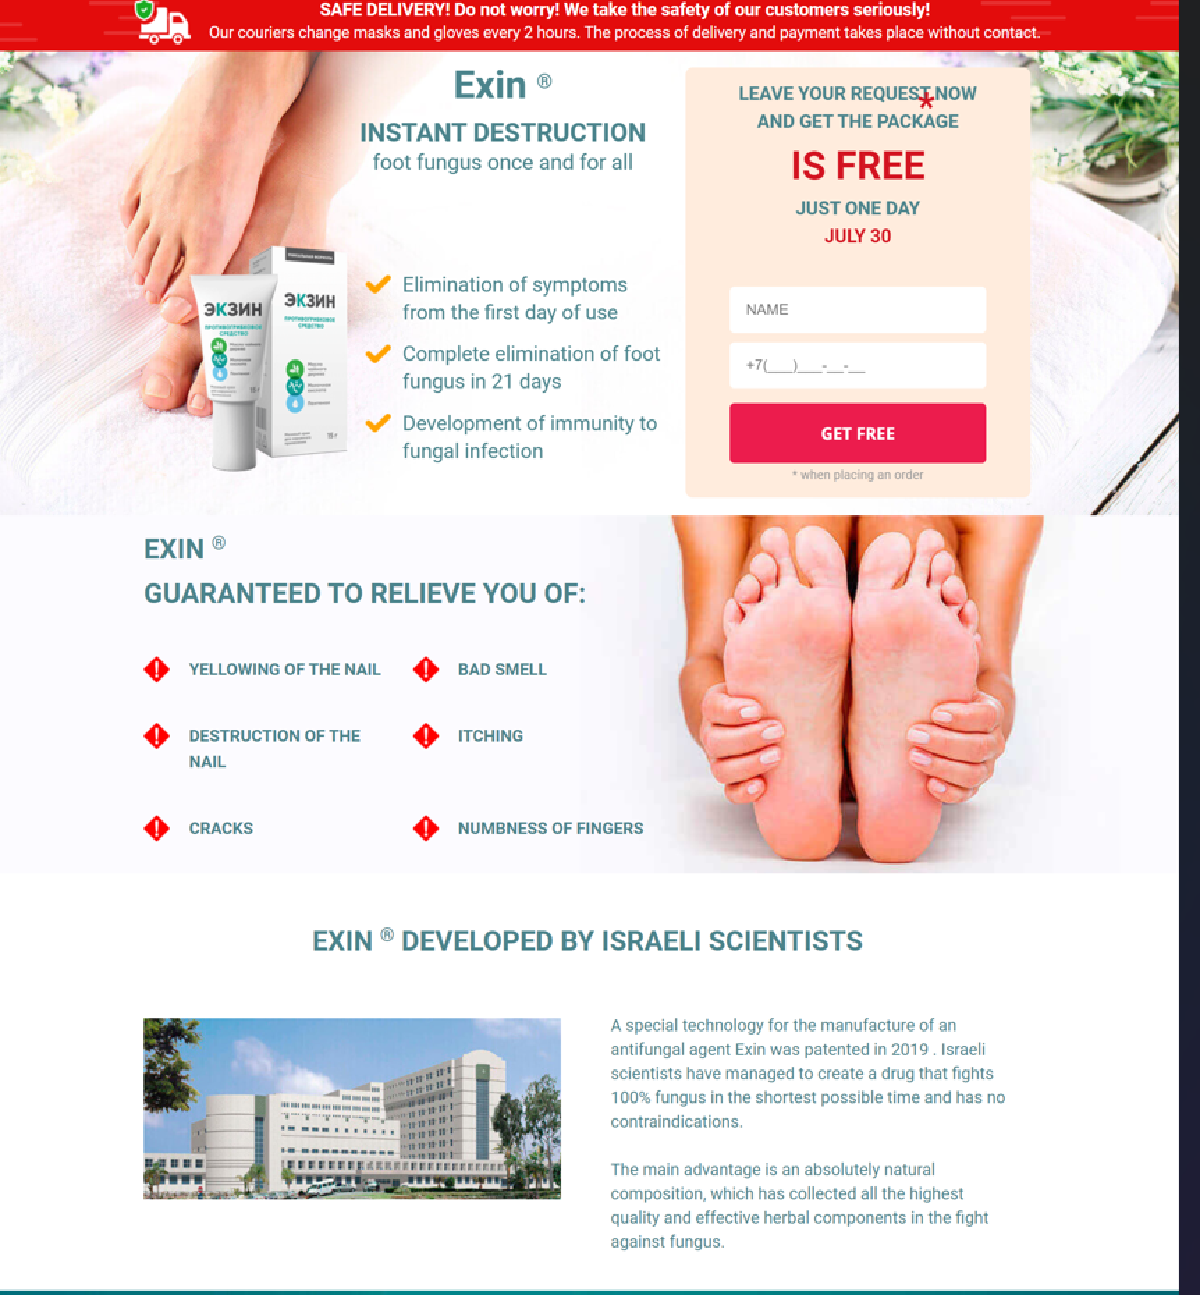 SAFE DELIVERY! Do not worry! We take the safety of our customers seriously!
Our couriers change masks and gloves every 2 hours. The process of delivery and payment takes place without contact.
Exin ®
INSTANT DESTRUCTION
foot fungus once and for all
ЭКЗИН
ПРОТИВОГРИБКОВОЕ
СРЕДСТВО
ЭКЗИН
ПРОТИВОГРИБКОВОЕ
СРЕДСТВО
15 г
Elimination of symptoms
from the first day of use
Complete elimination of foot
fungus in 21 days
Development of immunity to
fungal infection
LEAVE YOUR REQUEST NOW
*
AND GET THE PACKAGE
IS FREE
JUST ONE DAY
JULY 30
NAME
+7(___)___-__-__
GET FREE
* when placing an order
EXIN ®
GUARANTEED TO RELIEVE YOU OF:
YELLOWING OF THE NAIL
BAD SMELL
DESTRUCTION OF THE
NAIL
ITCHING
CRACKS
NUMBNESS OF FINGERS
EXIN ® DEVELOPED BY ISRAELI SCIENTISTS
A special technology for the manufacture of an
antifungal agent Exin was patented in 2019 . Israeli
scientists have managed to create a drug that fights
100% fungus in the shortest possible time and has no
contraindications.
The main advantage is an absolutely natural
composition, which has collected all the highest
quality and effective herbal components in the fight
against fungus.